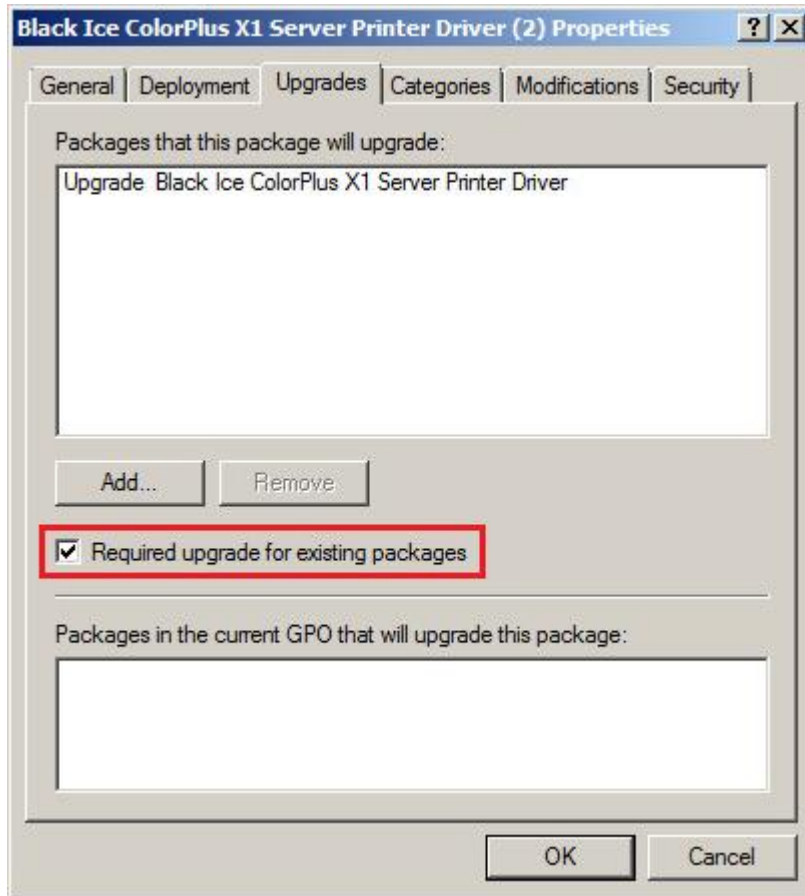 Black Ice ColorPlus X1 Server Printer Driver (2) Properties
General Deployment Upgrades Categories Modifications Security
Packages that this package will upgrade:
Upgrade Black Ice ColorPlus X1 Server Printer Driver
Add... Remove
Required upgrade for existing packages
Packages in the current GPO that will upgrade this package:
OK Cancel